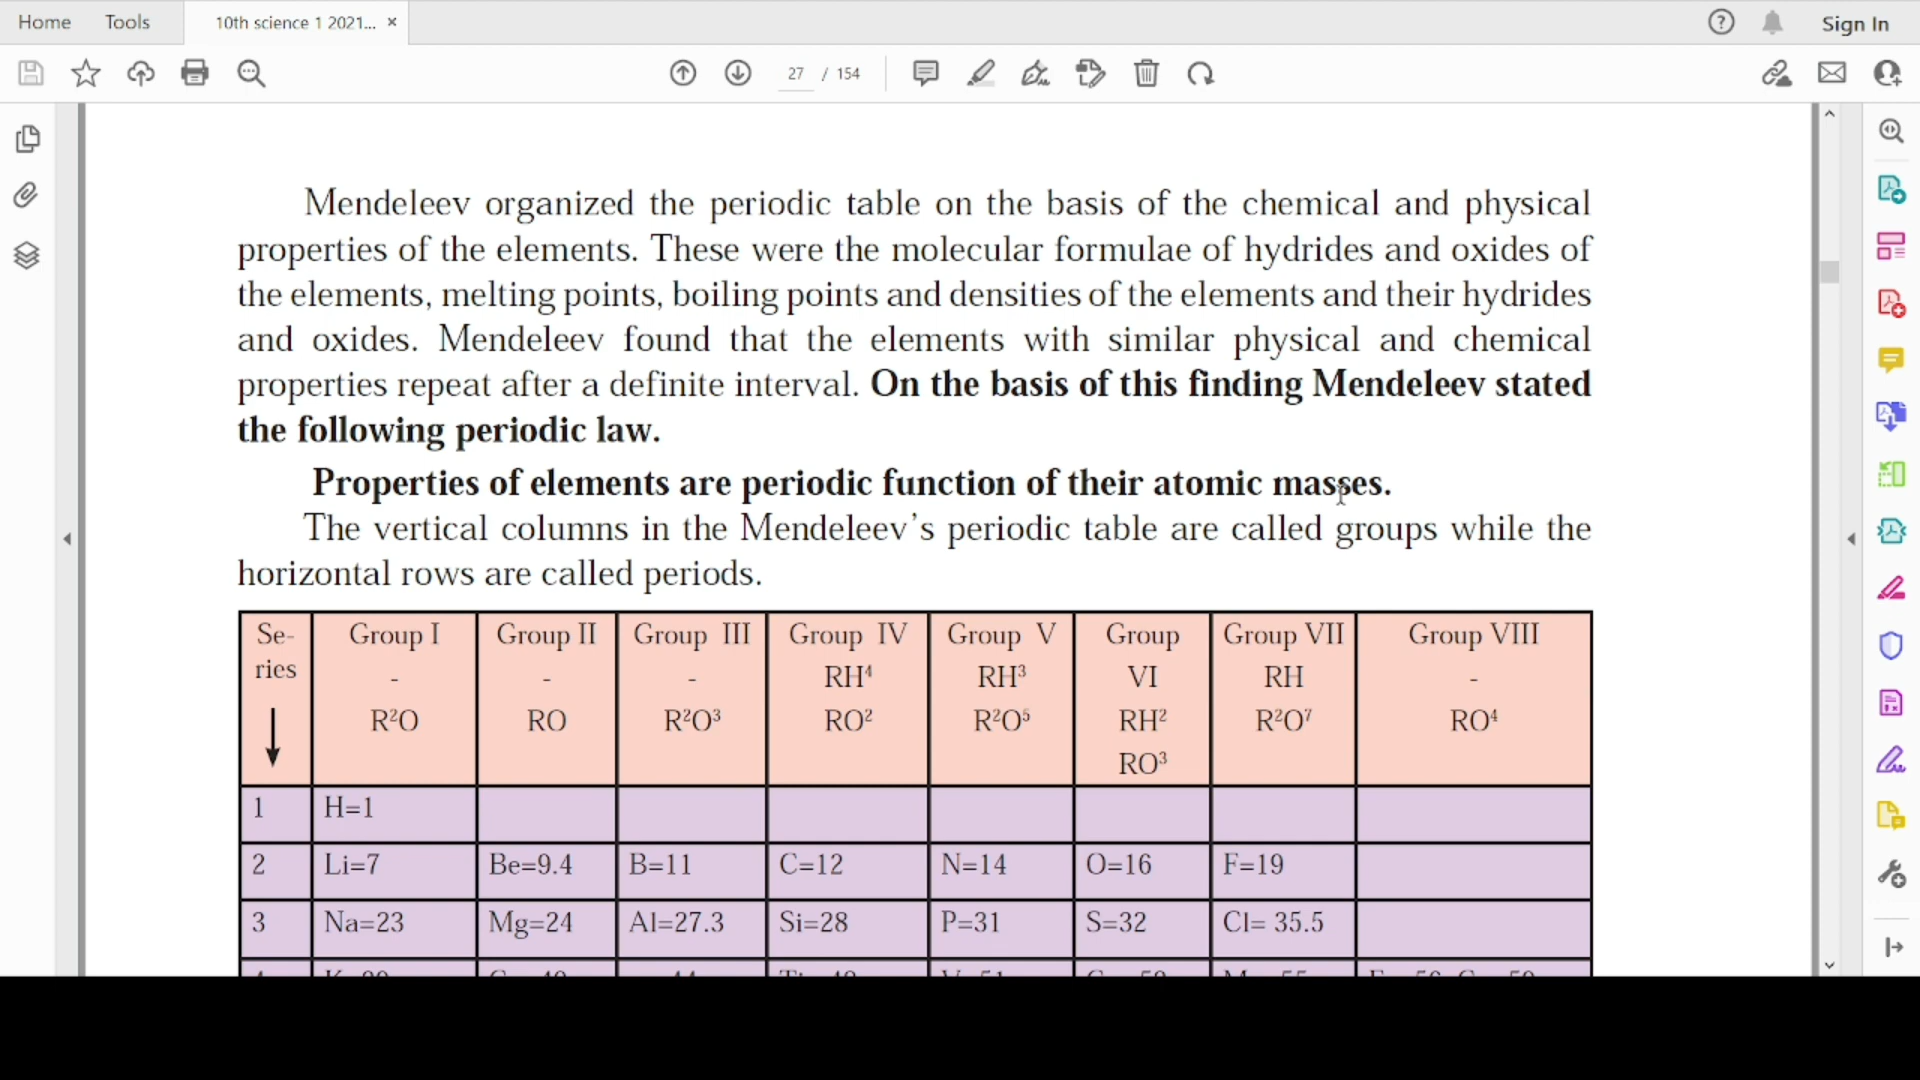 Home Tools 10th science 1 2021... × Sign In
27 / 154
Mendeleev organized the periodic table on the basis of the chemical and physical
properties of the elements. These were the molecular formulae of hydrides and oxides of
the elements, melting points, boiling points and densities of the elements and their hydrides
and oxides. Mendeleev found that the elements with similar physical and chemical
properties repeat after a definite interval. On the basis of this finding Mendeleev stated
the following periodic law.
Properties of elements are periodic function of their atomic masses.
The vertical columns in the Mendeleev's periodic table are called groups while the
horizontal rows are called periods.
Se- Group I Group II Group III Group IV Group V Group Group VII Group VIII
ries - - - RH⁴ RH³ VI RH -
R²O RO R²O³ RO² R²O⁵ RH² R²O⁷ RO⁴
RO³
1 H=1
2 Li=7 Be=9.4 B=11 C=12 N=14 O=16 F=19
3 Na=23 Mg=24 Al=27.3 Si=28 P=31 S=32 Cl= 35.5